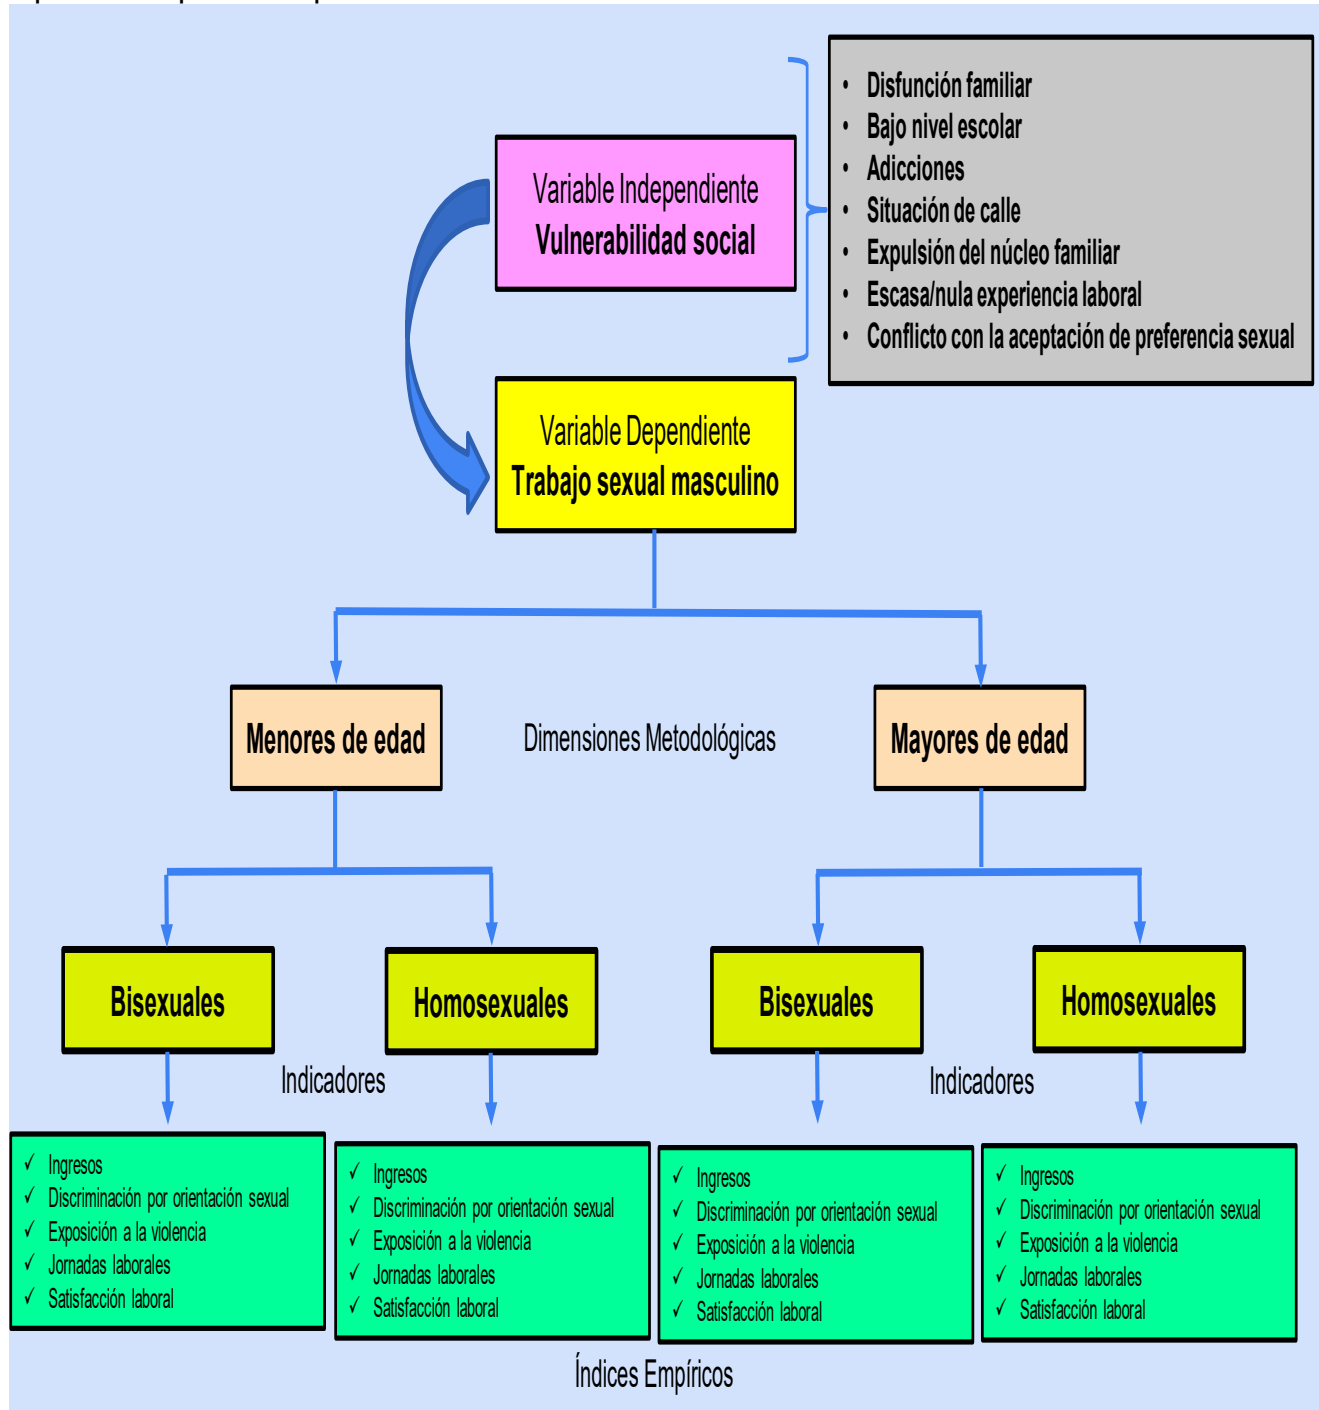 Disfunción familiar
Bajo nivel escolar
Adicciones
Situación de calle
Expulsión del núcleo familiar
Escasa/nula experiencia laboral
Conflicto con la aceptación de preferencia sexual
Variable Independiente
Vulnerabilidad social
Variable Dependiente
Trabajo sexual masculino
Menores de edad
Dimensiones Metodológicas
Mayores de edad
Bisexuales
Homosexuales
Bisexuales
Homosexuales
Indicadores
Indicadores
✓ Ingresos
✓ Discriminación por orientación sexual
✓ Exposición a la violencia
✓ Jornadas laborales
✓ Satisfacción laboral
✓ Ingresos
✓ Discriminación por orientación sexual
✓ Exposición a la violencia
✓ Jornadas laborales
✓ Satisfacción laboral
✓ Ingresos
✓ Discriminación por orientación sexual
✓ Exposición a la violencia
✓ Jornadas laborales
✓ Satisfacción laboral
✓ Ingresos
✓ Discriminación por orientación sexual
✓ Exposición a la violencia
✓ Jornadas laborales
✓ Satisfacción laboral
Índices Empíricos